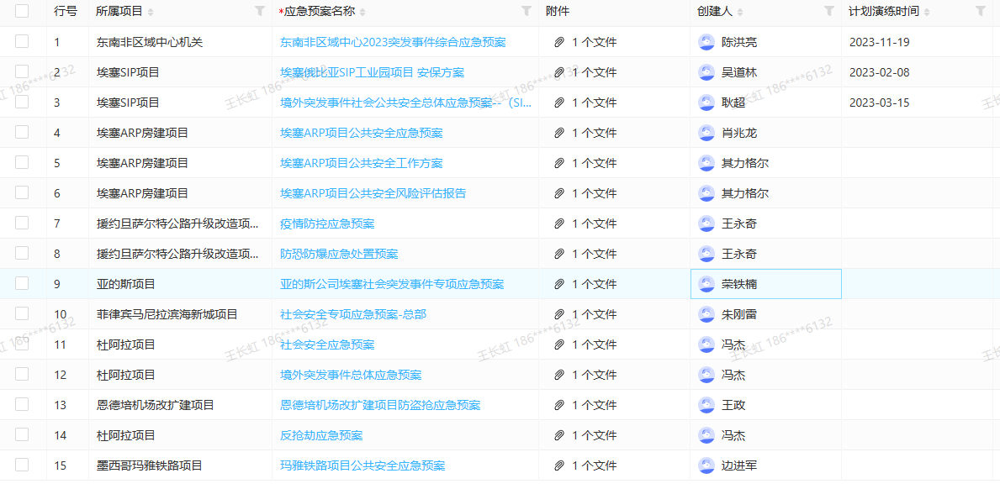 行号 所属项目 *应急预案名称 附件 创建人 计划演练时间
1 东南非区域中心机关 东南非区域中心2023突发事件综合应急预案 1 个文件 陈洪亮 2023-11-19
2 埃塞SIP项目 埃塞俄比亚SIP工业园项目 安保方案 1 个文件 吴道林 2023-02-08
3 埃塞SIP项目 境外突发事件社会公共安全总体应急预案--（SI... 1 个文件 耿超 2023-03-15
4 埃塞ARP房建项目 埃塞ARP项目公共安全应急预案 1 个文件 肖兆龙
5 埃塞ARP房建项目 埃塞ARP项目公共安全工作方案 1 个文件 其力格尔
6 埃塞ARP房建项目 埃塞ARP项目公共安全风险评估报告 1 个文件 其力格尔
7 援约旦萨尔特公路升级改造项... 疫情防控应急预案 1 个文件 王永奇
8 援约旦萨尔特公路升级改造项... 防恐防爆应急处置预案 1 个文件 王永奇
9 亚的斯项目 亚的斯公司埃塞社会突发事件专项应急预案 1 个文件 荣铁楠
10 菲律宾马尼拉滨海新城项目 社会安全专项应急预案-总部 1 个文件 朱刚雷
11 杜阿拉项目 社会安全应急预案 1 个文件 冯杰
12 杜阿拉项目 境外突发事件总体应急预案 1 个文件 冯杰
13 恩德培机场改扩建项目 恩德培机场改扩建项目防盗抢应急预案 1 个文件 王政
14 杜阿拉项目 反抢劫应急预案 1 个文件 冯杰
15 墨西哥玛雅铁路项目 玛雅铁路项目公共安全应急预案 1 个文件 边进军
虹 186****6132
王长虹 186****6132
王长虹 186****6132
王长
虹 186****6132
王长虹 186****6132
王长虹 186****6132
王长